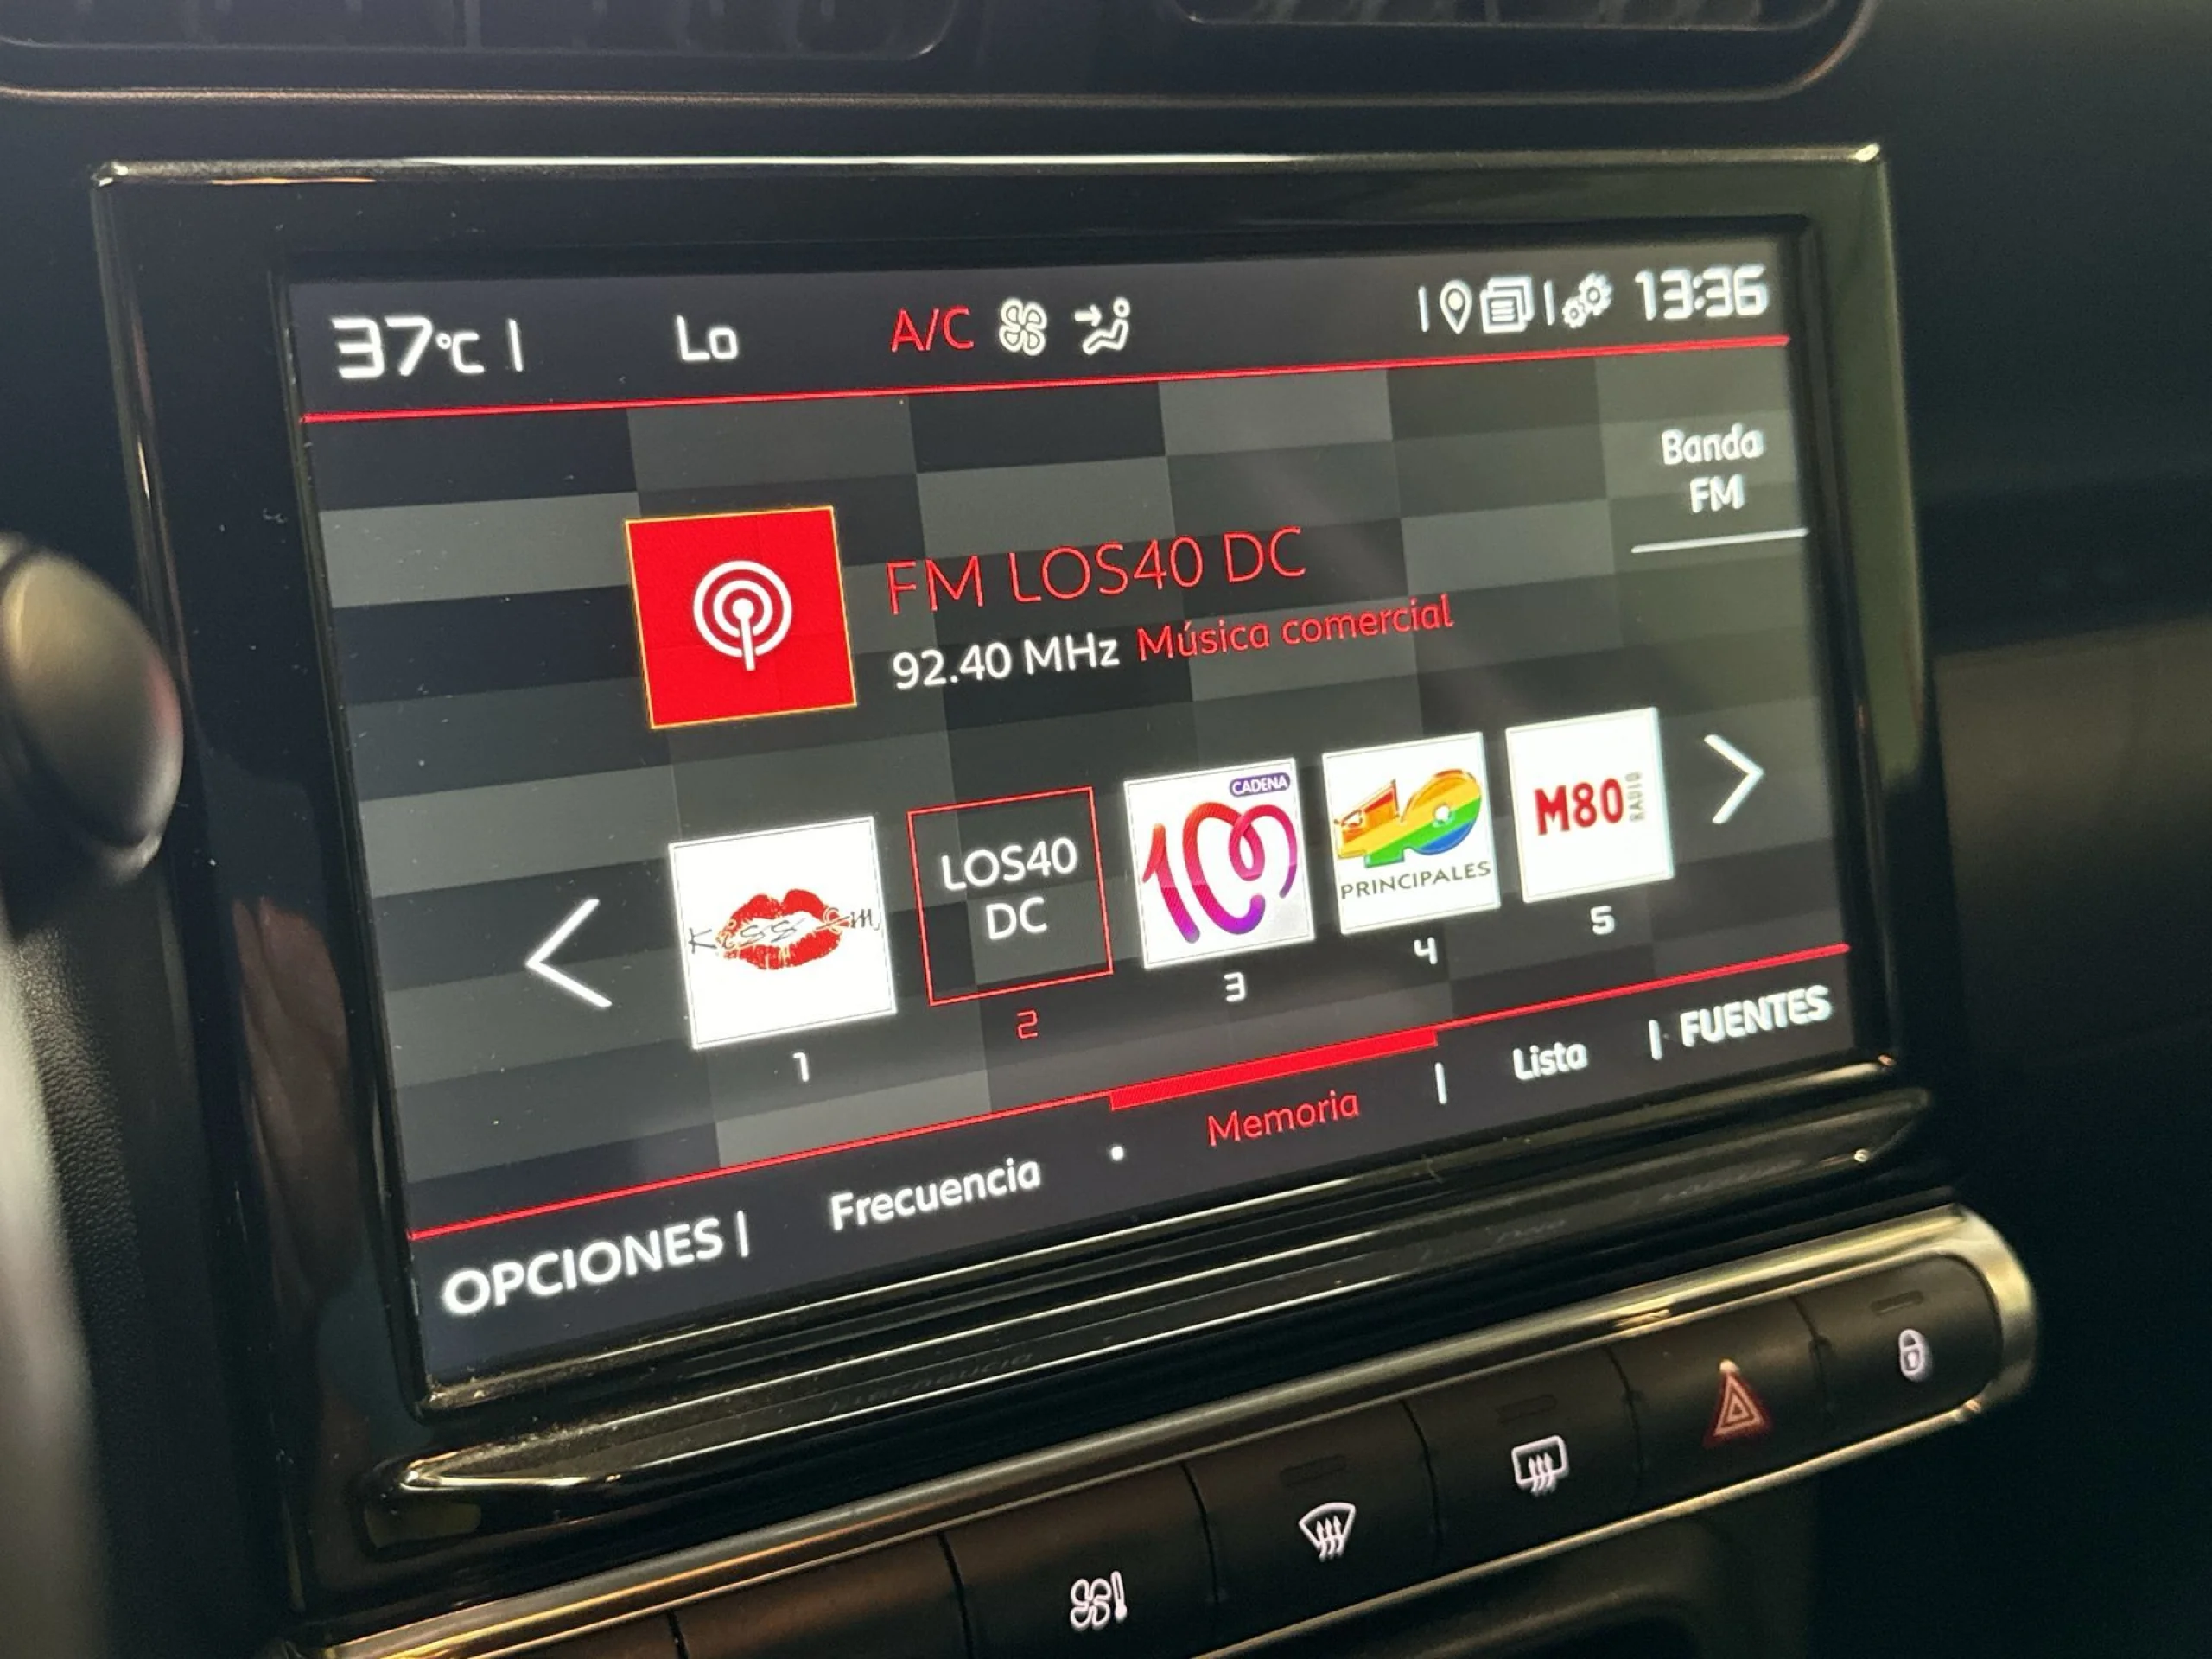 37°C | Lo A/C 13:36
Banda
FM
FM LOS40 DC
92.40 MHz Música comercial
Kiss FM
1
LOS40
DC
2
CADENA
100
3
40
PRINCIPALES
4
M80
RADIO
5
OPCIONES | Frecuencia • Memoria | Lista | FUENTES